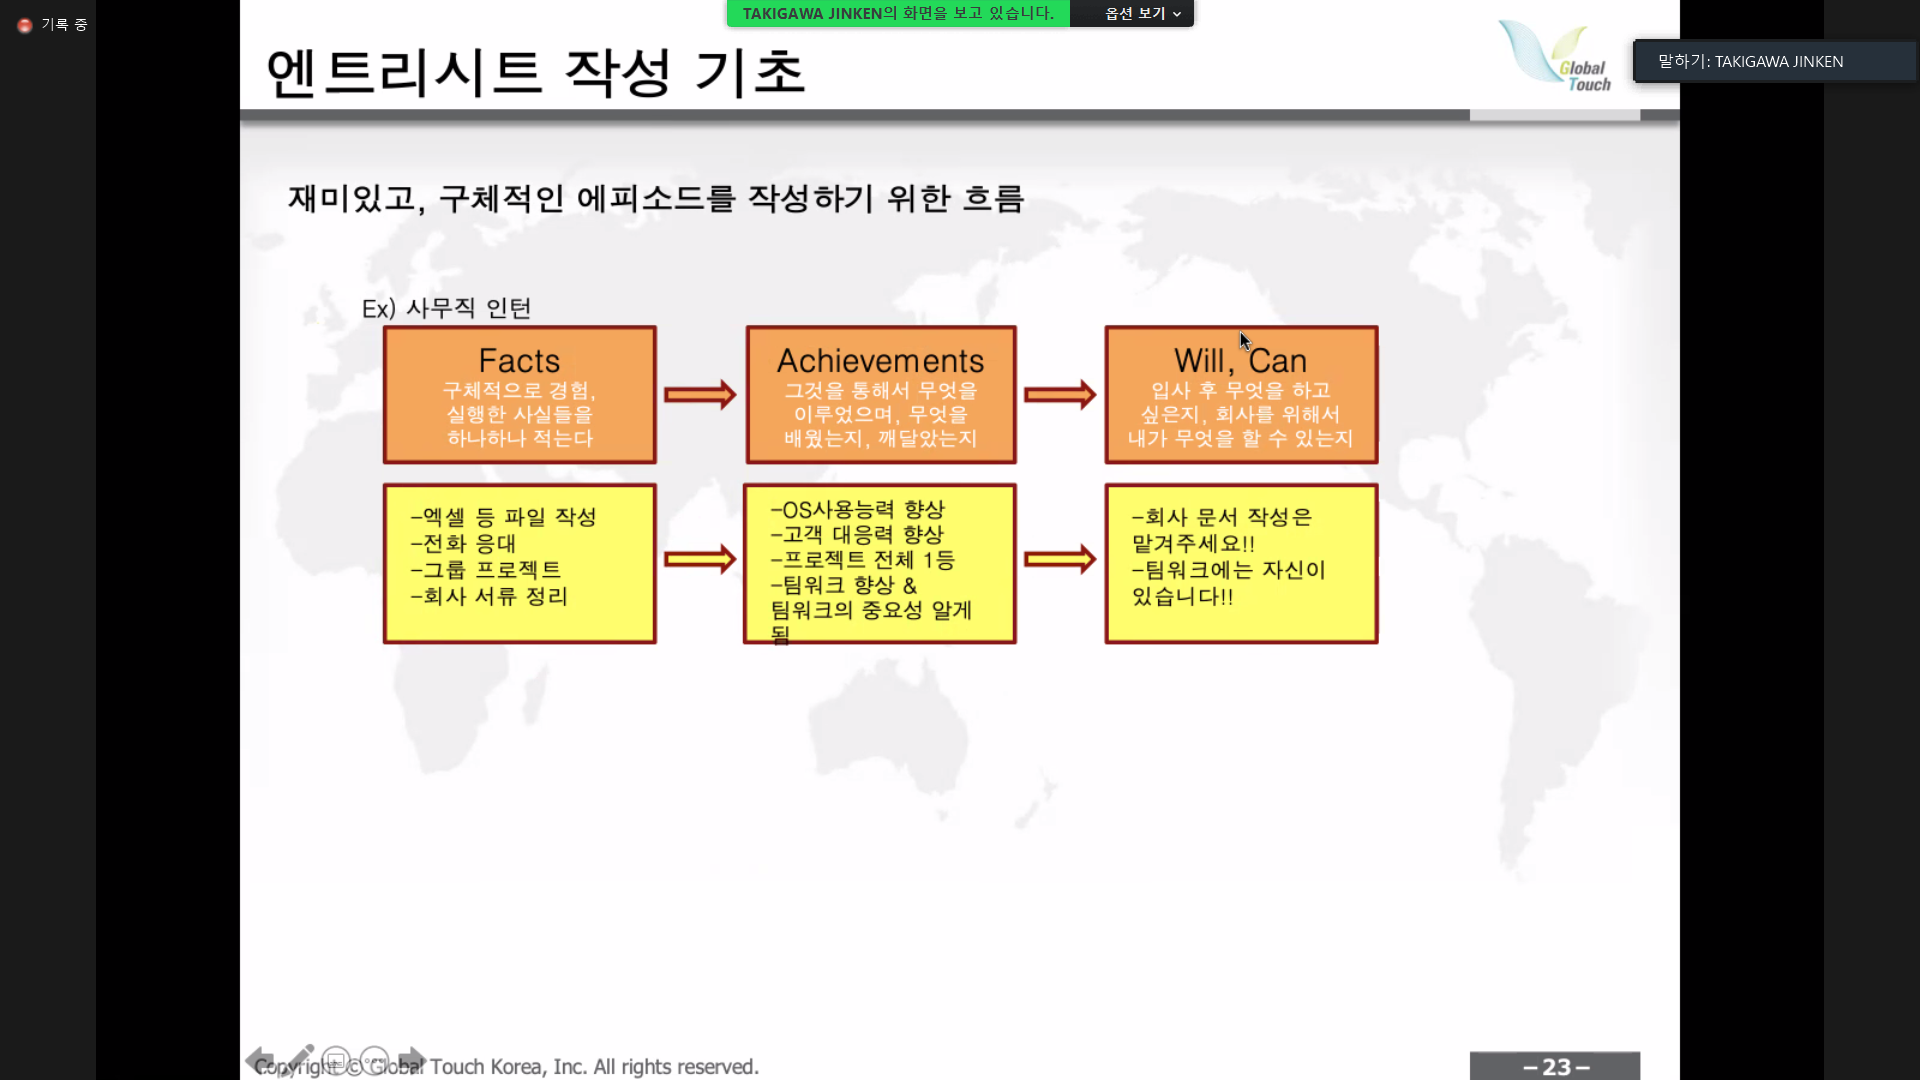 기록 중
TAKIGAWA JINKEN의 화면을 보고 있습니다.
옵션 보기
말하기: TAKIGAWA JINKEN
엔트리시트 작성 기초
Global
Touch
재미있고, 구체적인 에피소드를 작성하기 위한 흐름
Ex) 사무직 인턴
Facts
구체적으로 경험,
실행한 사실들을
하나하나 적는다
Achievements
그것을 통해서 무엇을
이루었으며, 무엇을
배웠는지, 깨달았는지
Will, Can
입사 후 무엇을 하고
싶은지, 회사를 위해서
내가 무엇을 할 수 있는지
-엑셀 등 파일 작성
-전화 응대
-그룹 프로젝트
-회사 서류 정리
-OS사용능력 향상
-고객 대응력 향상
-프로젝트 전체 1등
-팀워크 향상 &
팀워크의 중요성 알게
됨
-회사 문서 작성은
맡겨주세요!!
-팀워크에는 자신이
있습니다!!
Copyright © Global Touch Korea, Inc. All rights reserved.
-23-